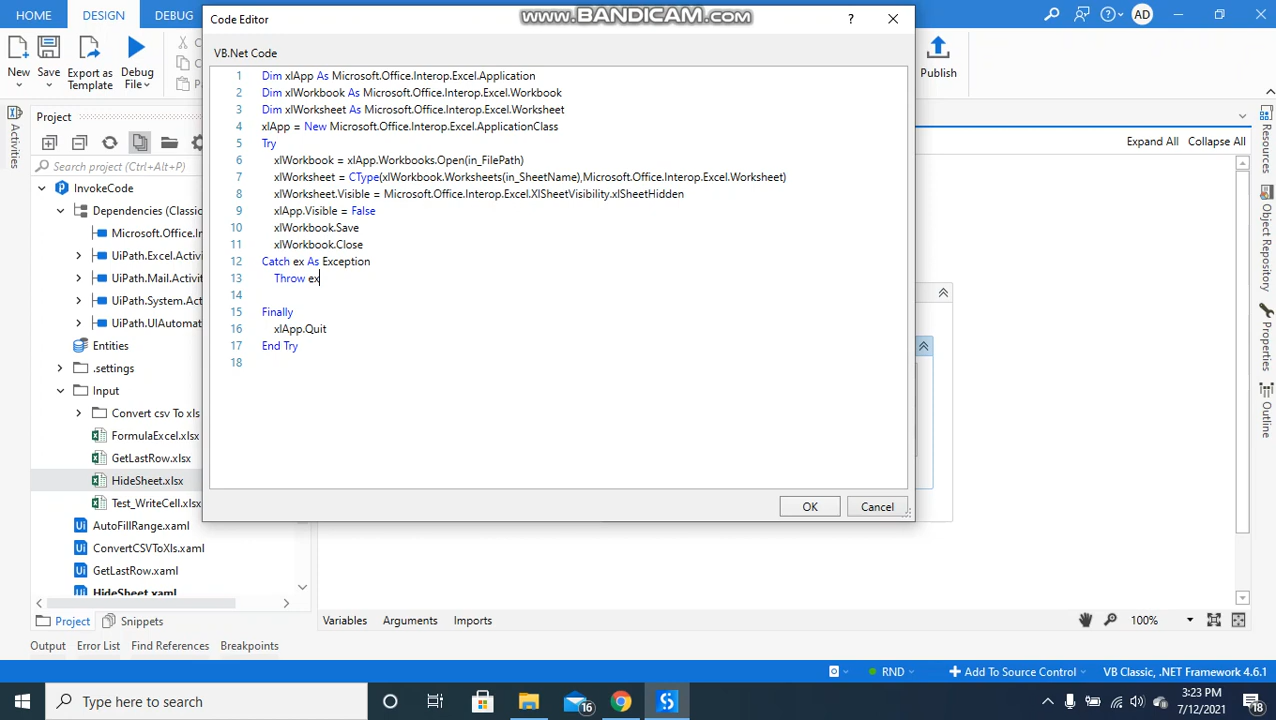 HOME
DESIGN
DEBUG
Code Editor
www.BANDICAM.com
?
AD
New
Save
Export as
Template
Debug
File
Publish
VB.Net Code
Project
Search project (Ctrl+Alt+P)
Activities
InvokeCode
Dependencies (Classic
Microsoft.Office.In
UiPath.Excel.Activi
UiPath.Mail.Activit
UiPath.System.Act
UiPath.UIAutomat
Entities
.settings
Input
Convert csv To xls
FormulaExcel.xlsx
GetLastRow.xlsx
HideSheet.xlsx
Test_WriteCell.xlsx
AutoFillRange.xaml
ConvertCSVToXls.xaml
GetLastRow.xaml
HideSheet.xaml
1 Dim xlApp As Microsoft.Office.Interop.Excel.Application
2 Dim xlWorkbook As Microsoft.Office.Interop.Excel.Workbook
3 Dim xlWorksheet As Microsoft.Office.Interop.Excel.Worksheet
4 xlApp = New Microsoft.Office.Interop.Excel.ApplicationClass
5 Try
6 xlWorkbook = xlApp.Workbooks.Open(in_FilePath)
7 xlWorksheet = CType(xlWorkbook.Worksheets(in_SheetName),Microsoft.Office.Interop.Excel.Worksheet)
8 xlWorksheet.Visible = Microsoft.Office.Interop.Excel.XlSheetVisibility.xlSheetHidden
9 xlApp.Visible = False
10 xlWorkbook.Save
11 xlWorkbook.Close
12 Catch ex As Exception
13 Throw ex
14
15 Finally
16 xlApp.Quit
17 End Try
18
OK
Cancel
Expand All
Collapse All
Resources
Object Repository
Properties
Outline
Project
Snippets
Variables
Arguments
Imports
100%
Output
Error List
Find References
Breakpoints
RND
Add To Source Control
VB Classic, .NET Framework 4.6.1
Type here to search
16
3:23 PM
7/12/2021
18